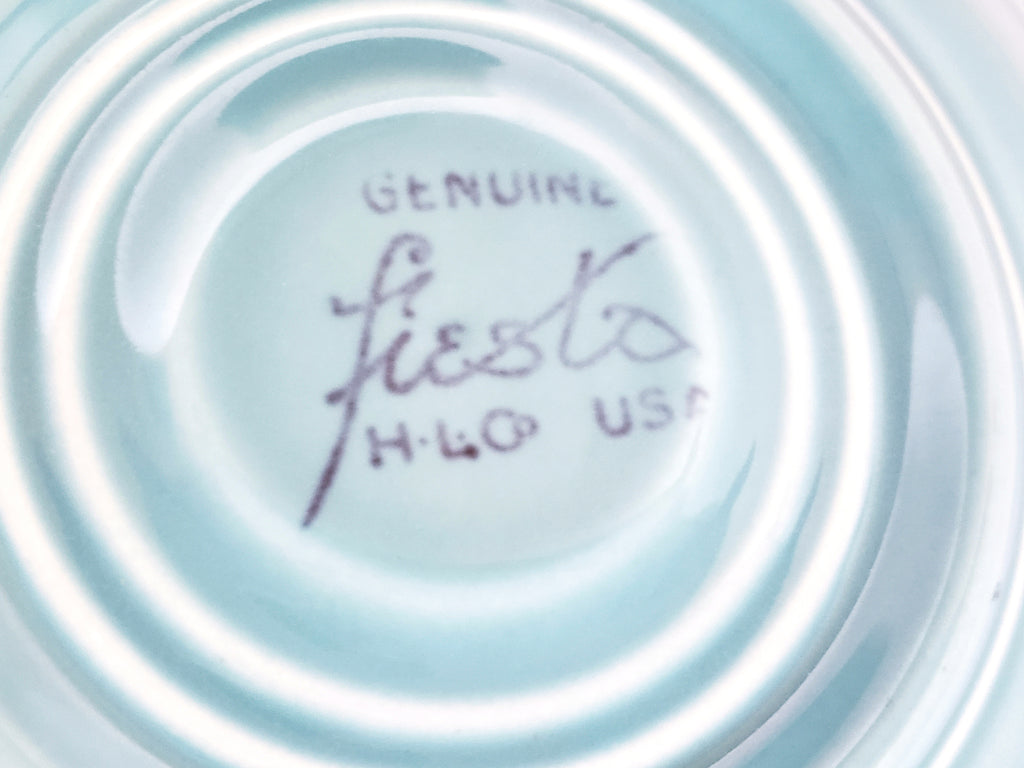 GENUINE
fiesta
H·L·Co USA